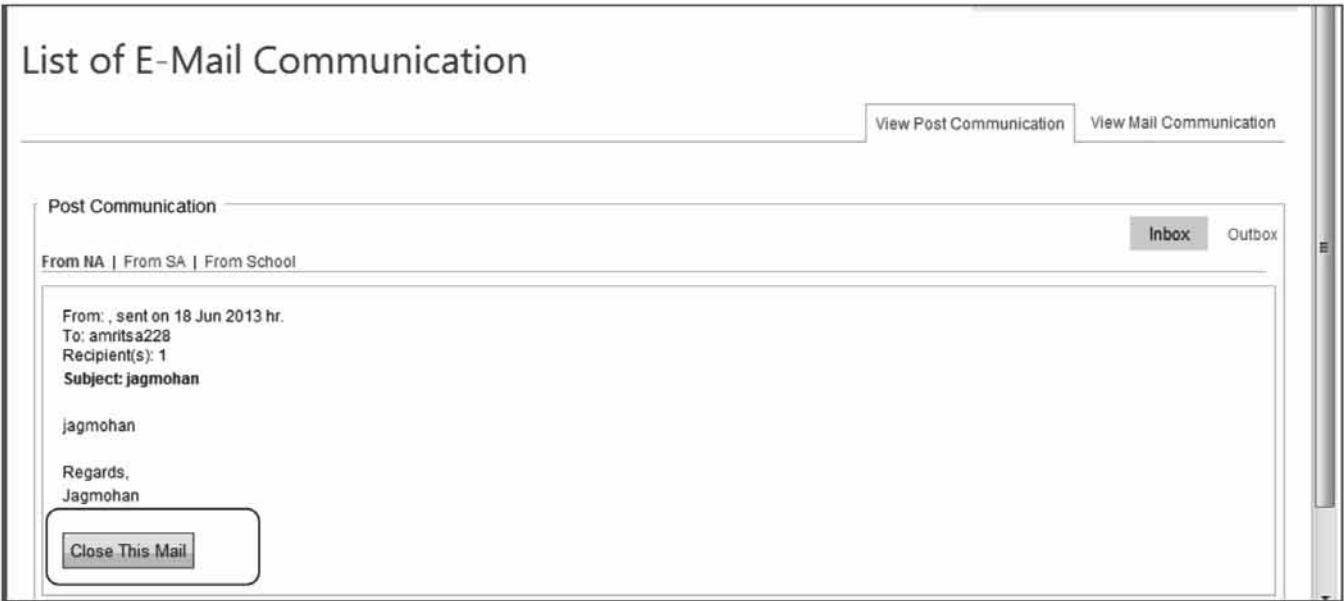 List of E-Mail Communication
View Post Communication
View Mail Communication
Post Communication
Inbox
Outbox
From NA | From SA | From School
From: , sent on 18 Jun 2013 hr.
To: amritsa228
Recipient(s): 1
Subject: jagmohan
jagmohan
Regards,
Jagmohan
Close This Mail